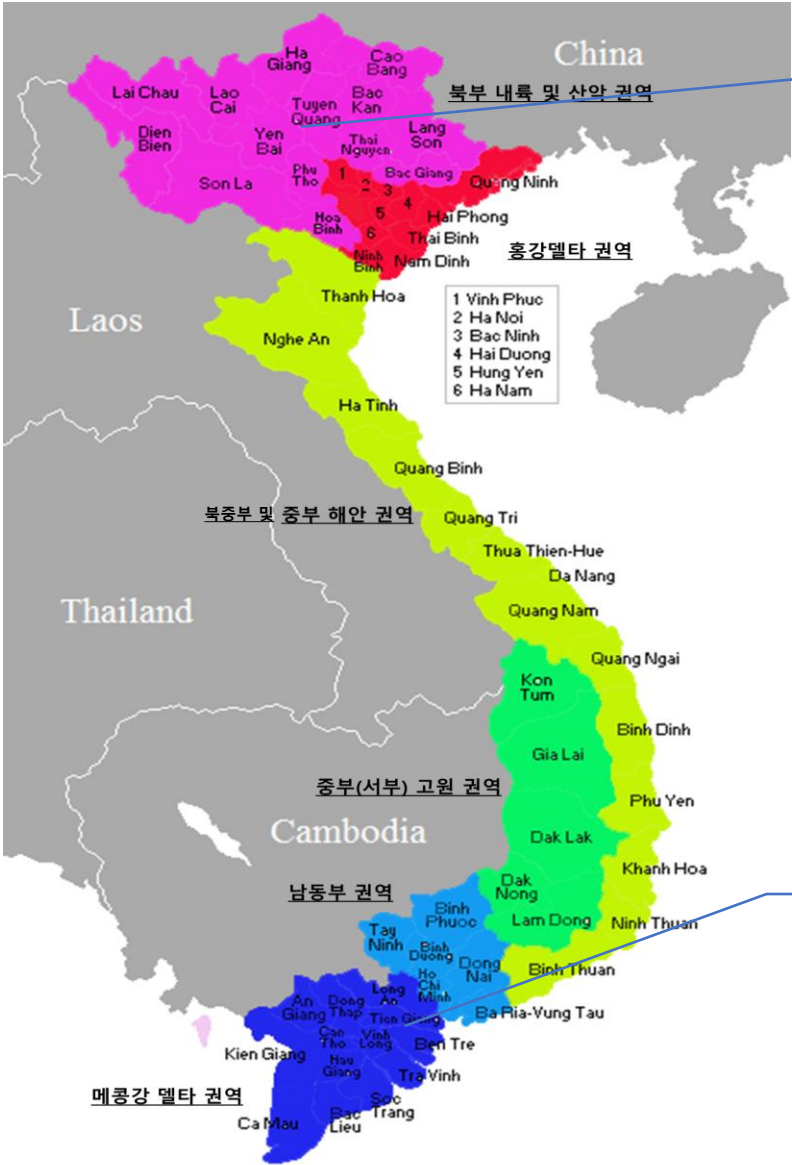 China
Ha
Giang
Cao
Bang
Lai Chau
Lao
Cai
Bac
Kan
북부 내륙 및 산악 권역
Tuyen
Quang
Dien
Bien
Yen
Bai
Thai
Nguyen
Lang
Son
Son La
Phu
Tho
Bac Giang
Quang Ninh
1
2
3
4
5
6
Hoa
Binh
Hai Phong
Thai Binh
Ninh
Binh
Nam Dinh
홍강델타 권역
Thanh Hoa
1 Vinh Phuc
2 Ha Noi
3 Bac Ninh
4 Hai Duong
5 Hung Yen
6 Ha Nam
Laos
Nghe An
Ha Tinh
Quang Binh
북중부 및 중부 해안 권역
Quang Tri
Thua Thien-Hue
Da Nang
Thailand
Quang Nam
Quang Ngai
Kon
Tum
Binh Dinh
Gia Lai
중부(서부) 고원 권역
Phu Yen
Cambodia
Dak Lak
Khanh Hoa
남동부 권역
Dak
Nong
Lam Dong
Ninh Thuan
Binh
Phuoc
Tay
Ninh
Binh
Duong
Dong
Nai
Binh Thuan
Ho
Chi
Minh
Ba Ria-Vung Tau
Long
An
An
Giang
Dong
Thap
Tien Giang
Can
Tho
Vinh
Long
Ben Tre
Kien Giang
Hau
Giang
Tra Vinh
메콩강 델타 권역
Soc
Trang
Bac
Lieu
Ca Mau